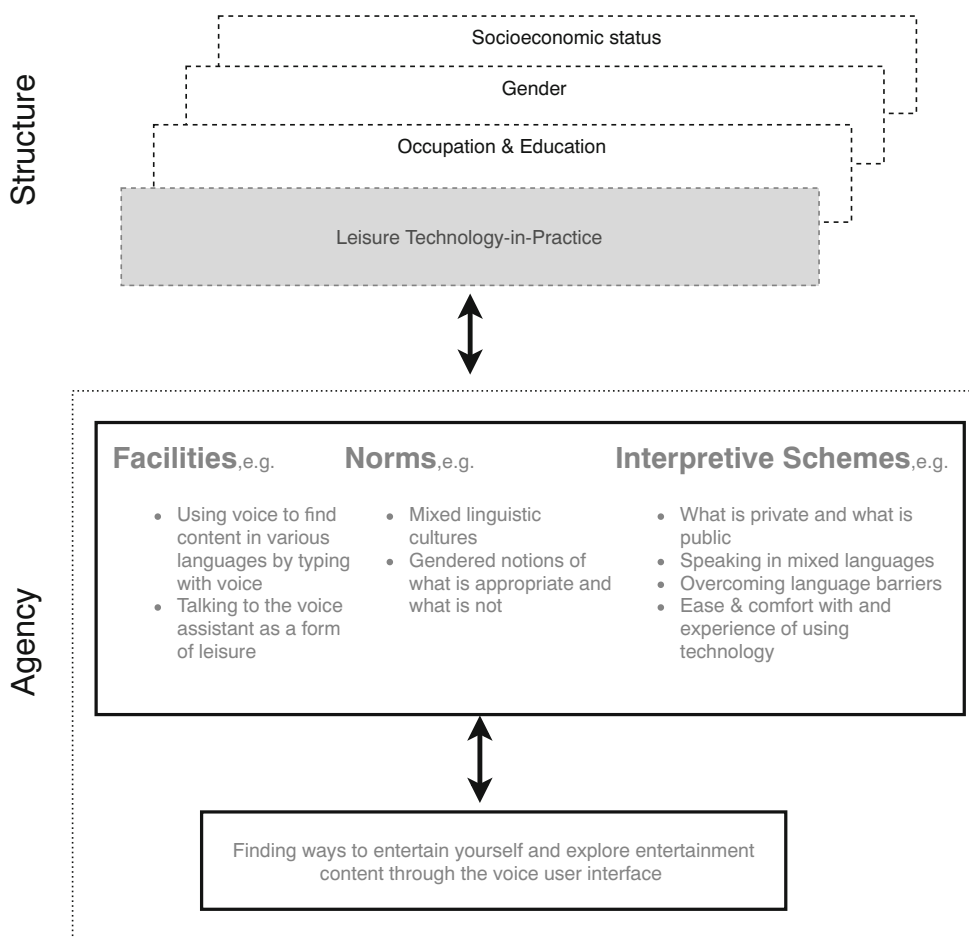 Structure
Socioeconomic status
Gender
Occupation & Education
Leisure Technology-in-Practice
Agency
Facilities,e.g.
• Using voice to find
content in various
languages by typing
with voice
• Talking to the voice
assistant as a form
of leisure
Norms,e.g.
• Mixed linguistic
cultures
• Gendered notions of
what is appropriate and
what is not
Interpretive Schemes,e.g.
• What is private and what is
public
• Speaking in mixed languages
• Overcoming language barriers
• Ease & comfort with and
experience of using
technology
Finding ways to entertain yourself and explore entertainment
content through the voice user interface